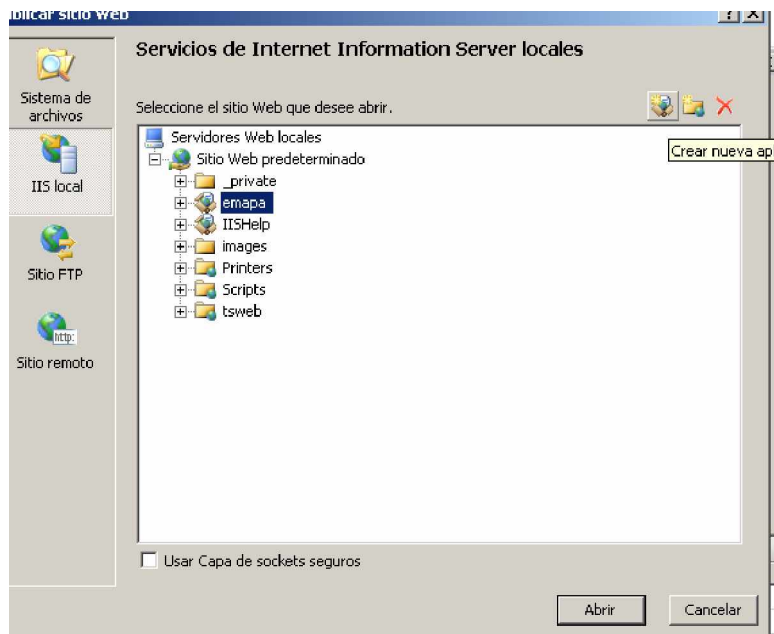 Publicar sitio Web
Servicios de Internet Information Server locales
Sistema de
archivos
Seleccione el sitio Web que desee abrir.
Crear nueva ap
Servidores Web locales
Sitio Web predeterminado
_private
IIS local
emapa
IISHelp
images
Sitio FTP
Printers
Scripts
tsweb
http:
Sitio remoto
Usar Capa de sockets seguros
Abrir
Cancelar